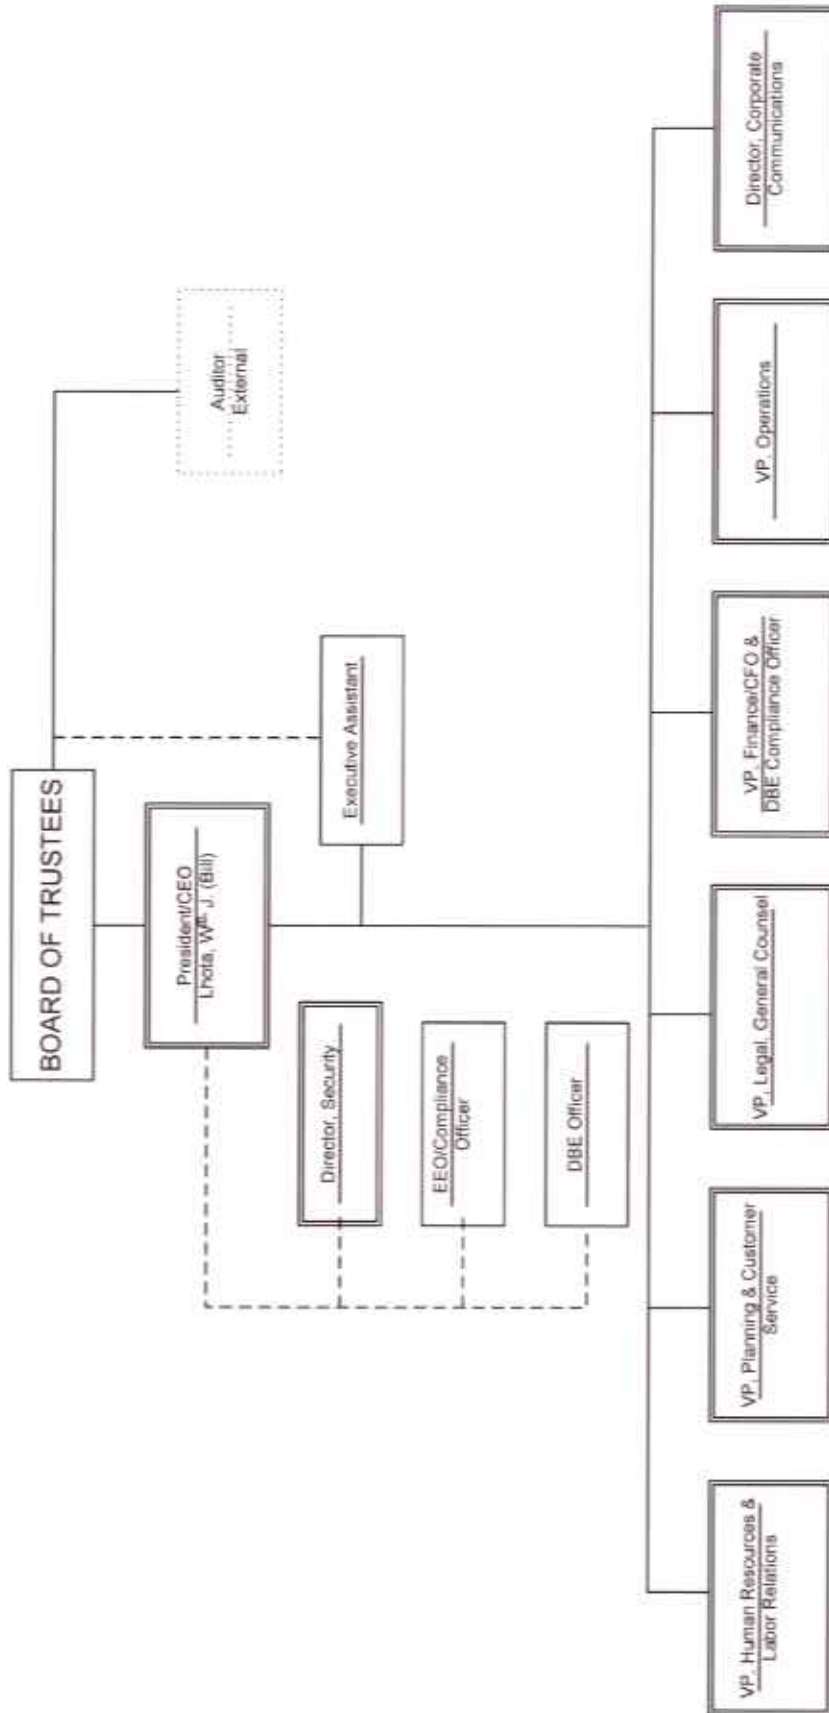 BOARD OF TRUSTEES
Auditor
External
President/CEO
Lhota, Wm. J. (Bill)
Executive Assistant
Director, Security
EEO/Compliance
Officer
DBE Officer
VP, Human Resources &
Labor Relations
VP, Planning & Customer
Service
VP, Legal, General Counsel
VP, Finance/CFO &
DBE Compliance Officer
VP, Operations
Director, Corporate
Communications